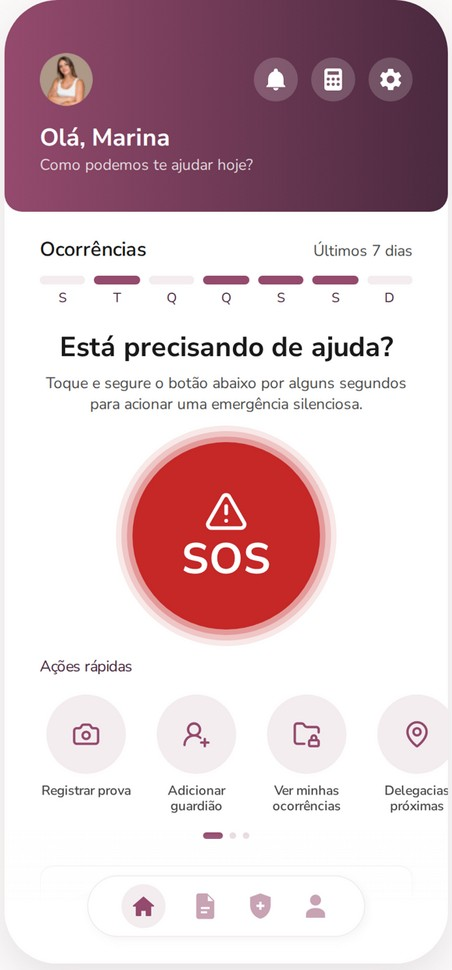 Olá, Marina
Como podemos te ajudar hoje?
Ocorrências
Últimos 7 dias
S T Q Q S S D
Está precisando de ajuda?
Toque e segure o botão abaixo por alguns segundos
para acionar uma emergência silenciosa.
SOS
Ações rápidas
Registrar prova
Adicionar
guardião
Ver minhas
ocorrências
Delegacias
próximas